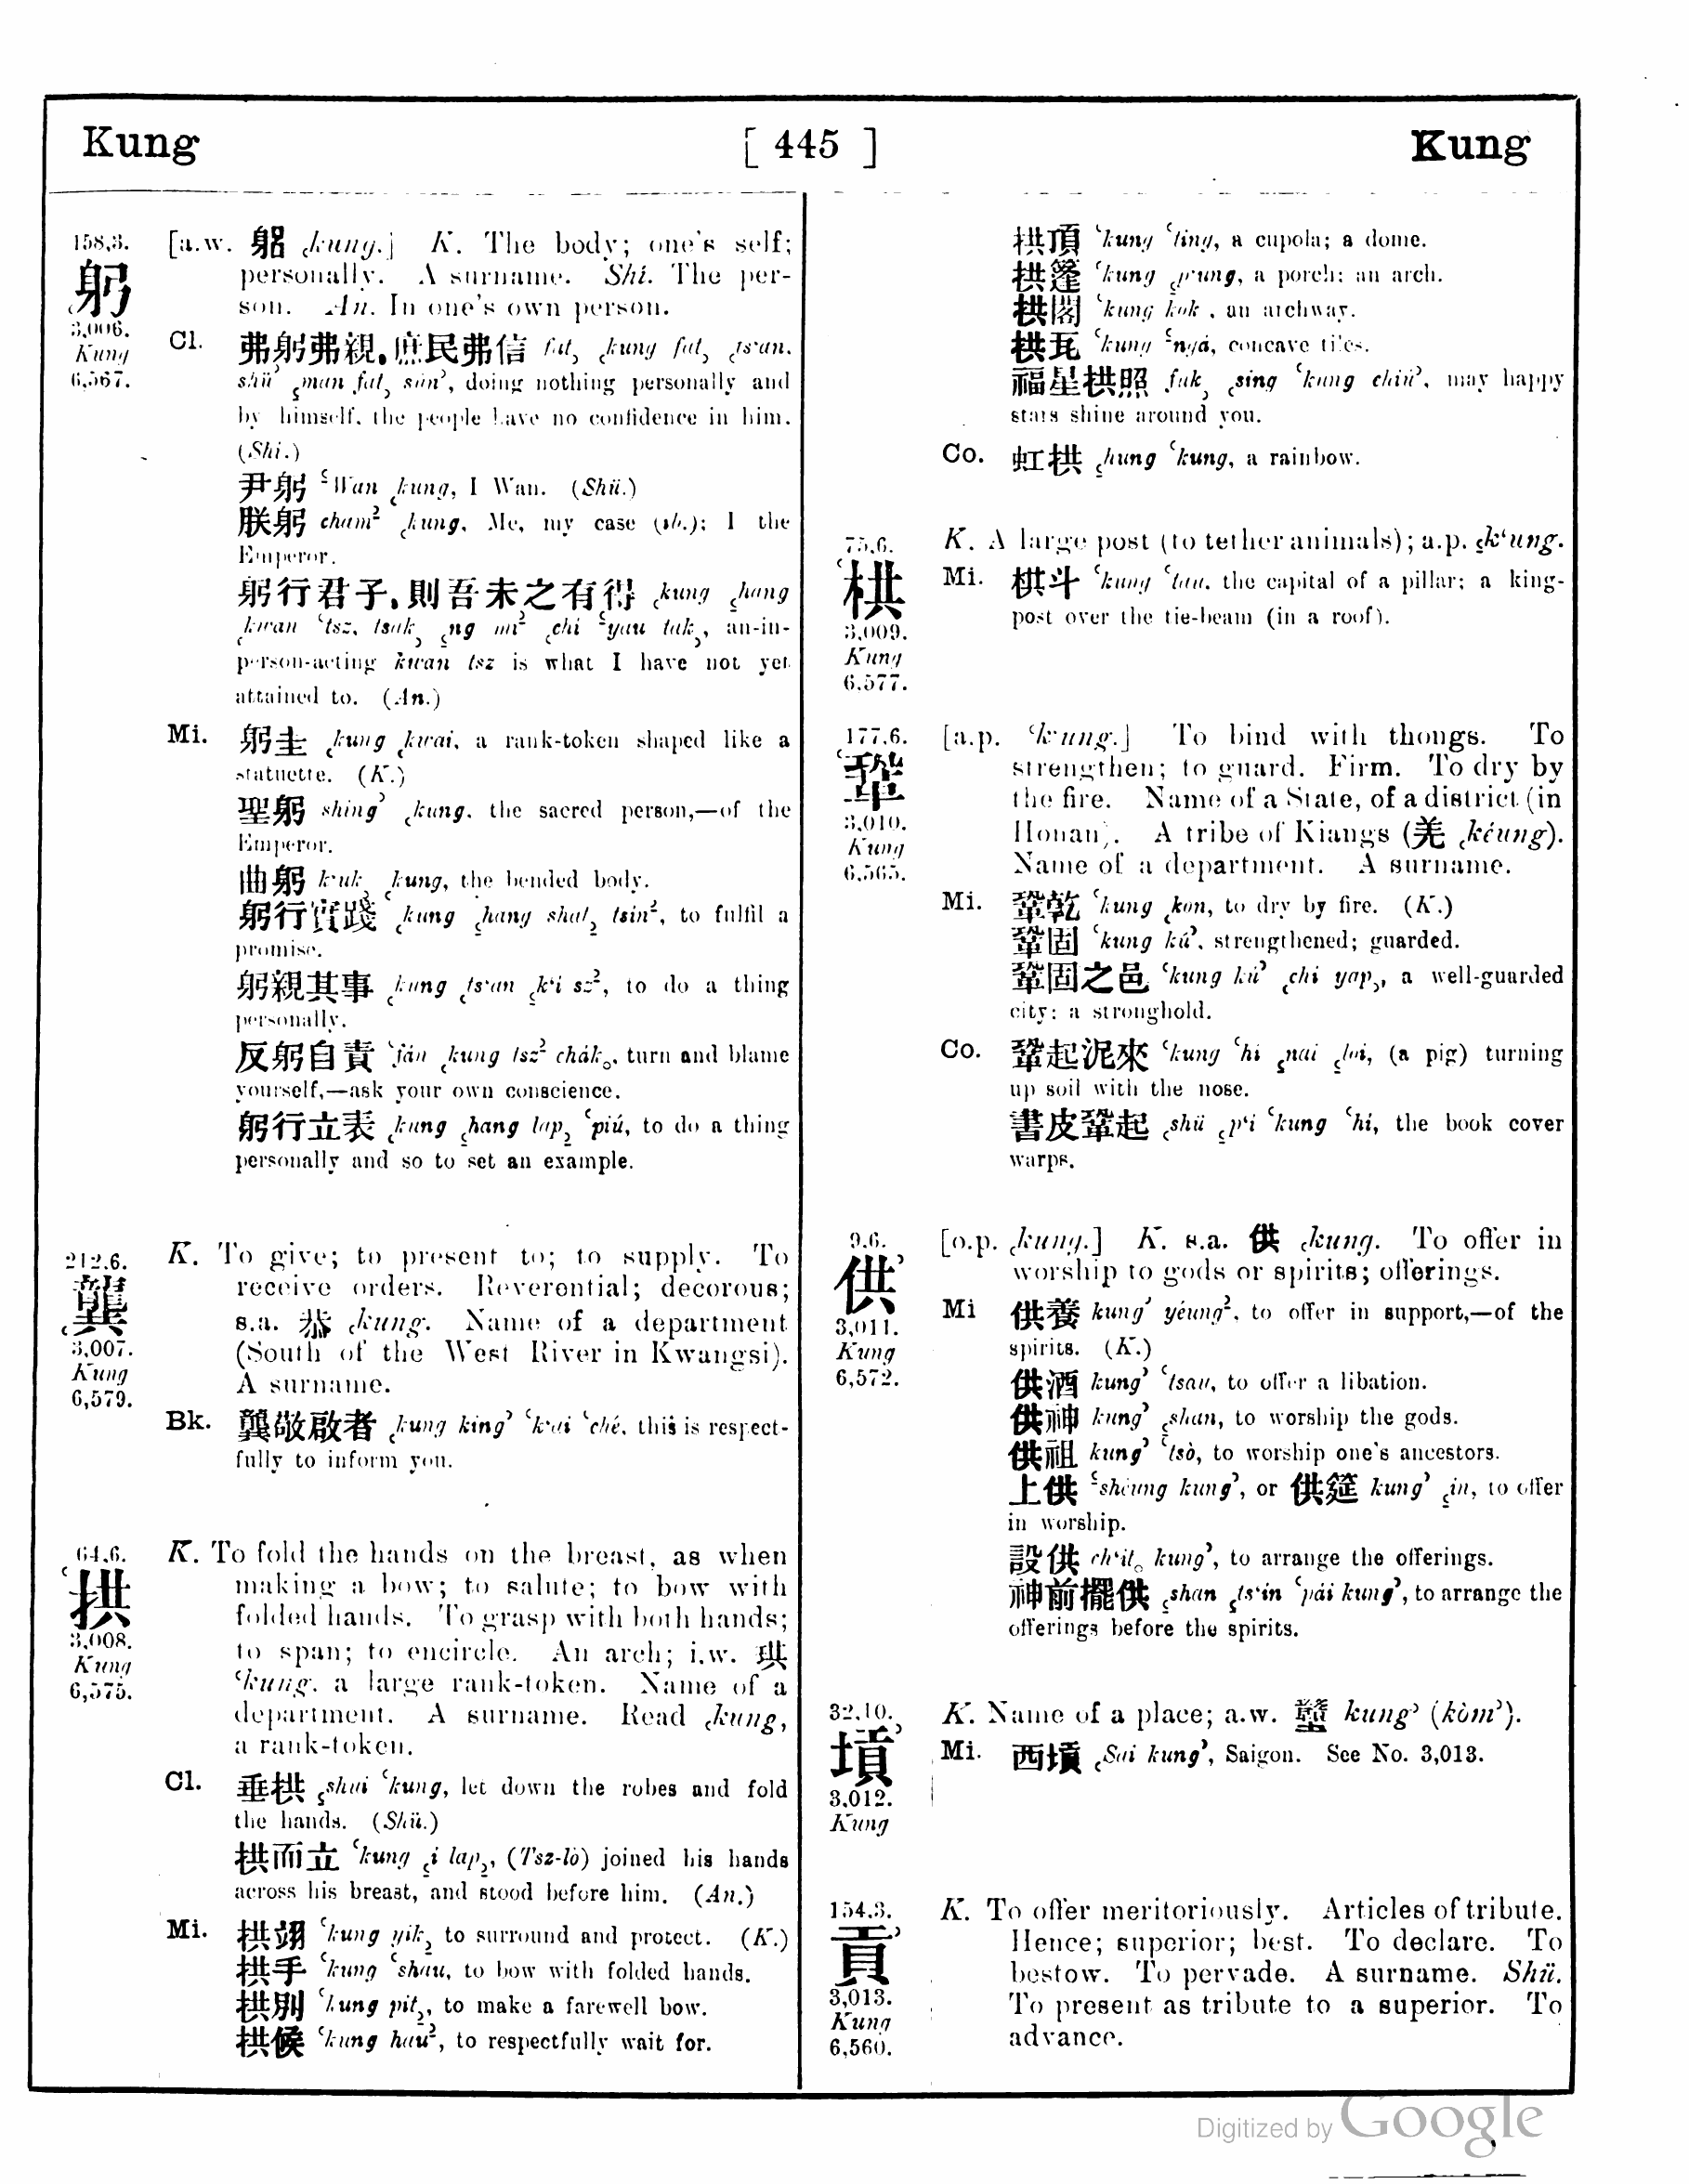 Kung
[ 445 ]
Kung
158,3.
躬
3,006.
Kung
6,567.
[a.w. 躳 ꜀kung.] K. The body; one's self;
personally. A surname. Shí. The per-
son. An. In one's own person.
Cl. 弗躬弗親，庶民弗信 fat꜆ ꜀kung fat꜆ ꜀ts‘an,
shü꜄ ꜁man fat꜆ sún꜄, doing nothing personally and
by himself, the people have no confidence in him.
(Shí.)
尹躬 ꜃Wan ꜀kung, I Wan. (Shü.)
朕躬 cham꜅ ꜀kung, Me, my case (sb.); I the
Emperor.
躬行君子，則吾未之有得 ꜀kung ꜁hang
꜀kwan ꜂tsz, tsak꜆ ꜁ng mí꜅ ꜀chí ꜃yau tak꜆, an-in-
person-acting kwan tsz is what I have not yet
attained to. (An.)
Mi. 躬圭 ꜀kung ꜀kwai, a rank-token shaped like a
statuette. (K.)
聖躬 shing꜄ ꜀kung, the sacred person,—of the
Emperor.
曲躬 k‘uk꜆ ꜀kung, the bended body.
躬行實踐 ꜀kung ꜁hang shat꜇ tsín꜅, to fulfil a
promise.
躬親其事 ꜀kung ꜀ts‘an ꜁k‘í sz꜅, to do a thing
personally.
反躬自責 ꜂fán ꜀kung tsz꜅ chák꜆, turn and blame
yourself,—ask your own conscience.
躬行立表 ꜀kung ꜁hang lap꜇ ꜂piú, to do a thing
personally and so to set an example.
212,6.
龔
3,007.
Kung
6,579.
K. To give; to present to; to supply. To
receive orders. Reverential; decorous;
s.a. 恭 ꜀kung. Name of a department
(South of the West River in Kwangsi).
A surname.
Bk. 龔敬啟者 ꜀kung king꜄ ꜂k‘ai ꜂ché, this is respect-
fully to inform you.
64,6.
拱
3,008.
Kung
6,575.
K. To fold the hands on the breast, as when
making a bow; to salute; to bow with
folded hands. To grasp with both hands;
to span; to encircle. An arch; i.w. 珙
꜂kung, a large rank-token. Name of a
department. A surname. Read ꜀kung,
a rank-token.
Cl. 垂拱 ꜁shui ꜂kung, let down the robes and fold
the hands. (Shü.)
拱而立 ꜂kung ꜁í lap꜇, (Tsz-lò) joined his hands
across his breast, and stood before him. (An.)
Mi. 拱翊 ꜂kung yik꜇ to surround and protect. (K.)
拱手 ꜂kung ꜂shau, to bow with folded hands.
拱別 ꜂kung pít꜇, to make a farewell bow.
拱候 ꜂kung hau꜅, to respectfully wait for.
拱頂 ꜂kung ꜂ting, a cupola; a dome.
拱篷 ꜂kung ꜁p‘ung, a porch; an arch.
拱閣 ꜂kung kok꜆, an archway.
拱瓦 ꜂kung ꜃ngá, concave tiles.
福星拱照 fuk꜆ ꜀sing ꜂kung chiú꜄, may happy
stars shine around you.
Co. 虹拱 ꜁hung ꜂kung, a rainbow.
75,6.
栱
3,009.
Kung
6,577.
K. A large post (to tether animals); a.p. ꜁k‘ung.
Mi. 栱斗 ꜂kung ꜂tau, the capital of a pillar; a king-
post over the tie-beam (in a roof).
177,6.
鞏
3,010.
Kung
6,565.
[a.p. ꜂k‘ung.] To bind with thongs. To
strengthen; to guard. Firm. To dry by
the fire. Name of a State, of a district (in
Honan). A tribe of Kiangs (羌 ꜀kéung).
Name of a department. A surname.
Mi. 鞏乾 ꜂kung ꜀kon, to dry by fire. (K.)
鞏固 ꜂kung kú꜄, strengthened; guarded.
鞏固之邑 ꜂kung kú꜄ ꜀chí yap꜆, a well-guarded
city; a stronghold.
Co. 鞏起泥來 ꜂kung ꜂hí ꜁nai ꜁loi, (a pig) turning
up soil with the nose.
書皮鞏起 ꜀shü ꜁p‘í ꜂kung ꜂hí, the book cover
warps.
9,6.
供
3,011.
Kung
6,572.
[o.p. ꜀kung.] K. s.a. 供 ꜀kung. To offer in
worship to gods or spirits; offerings.
Mi 供養 kung꜄ yéung꜅, to offer in support,—of the
spirits. (K.)
供酒 kung꜄ ꜂tsau, to offer a libation.
供神 kung꜄ ꜁shan, to worship the gods.
供祖 kung꜄ ꜂tsò, to worship one's ancestors.
上供 ꜃shéung kung꜄, or 供筵 kung꜄ ꜁ín, to offer
in worship.
設供 ch‘ít꜆ kung꜄, to arrange the offerings.
神前擺供 ꜁shan ꜁ts‘ín ꜂pái kung꜄, to arrange the
offerings before the spirits.
32,10.
塡
3,012.
Kung
K. Name of a place; a.w. kung꜄ (kòm꜄).
Mi. ꜀Sai kung꜄, Saigon. See No. 3,013.
154,3.
貢
3,013.
Kung
6,560.
K. To offer meritoriously. Articles of tribute.
Hence; superior; best. To declare. To
bestow. To pervade. A surname. Shü.
To present as tribute to a superior. To
advance.
Digitized by Google